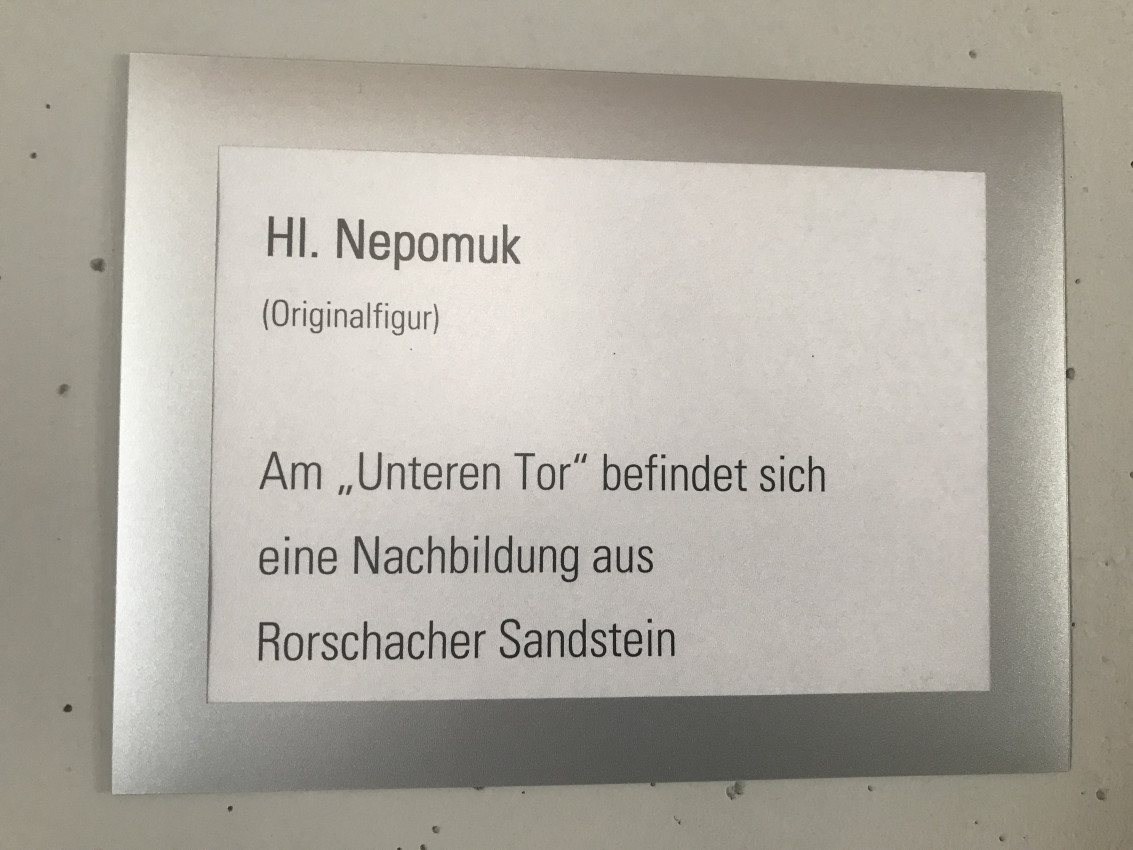 Hl. Nepomuk
(Originalfigur)
Am „Unteren Tor“ befindet sich
eine Nachbildung aus
Rorschacher Sandstein